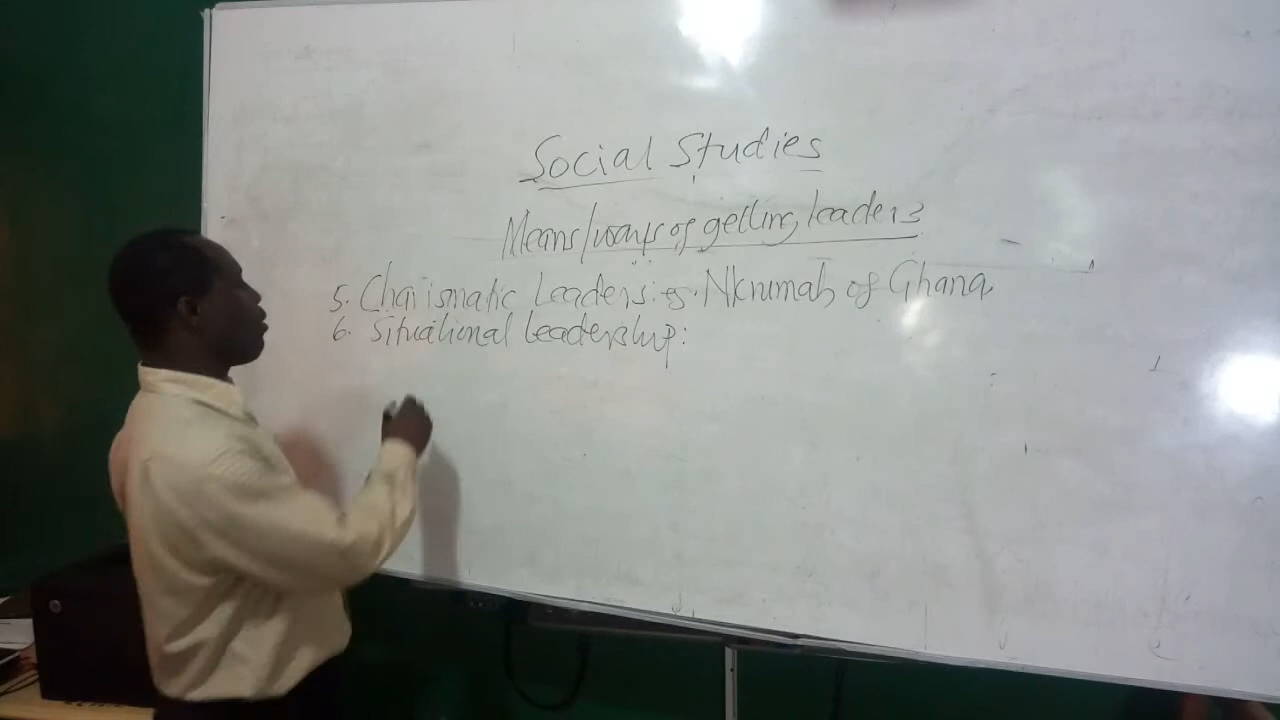 Social Studies
Means/ways of getting leaders
5. Charismatic Leaders: eg. Nkrumah of Ghana
6. Situational leadership: